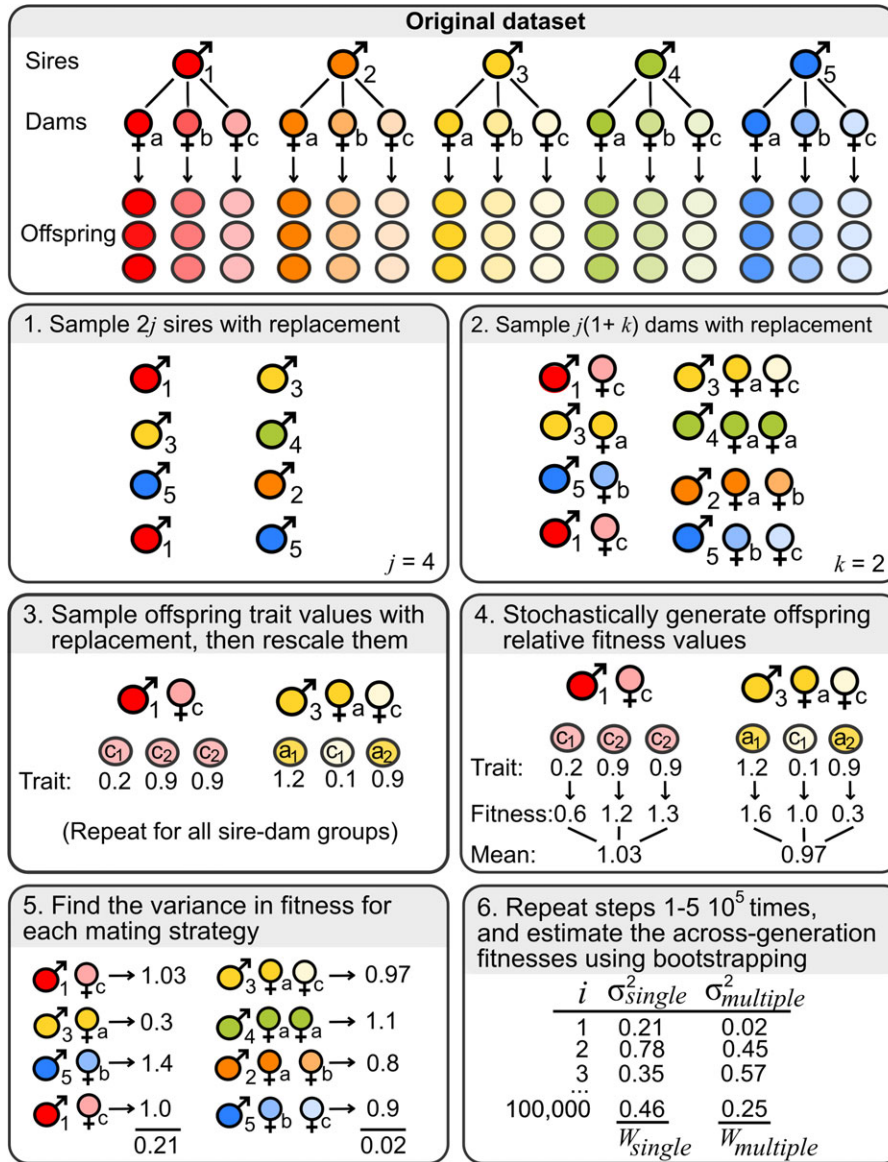 Original dataset
Sires
1 2 3 4 5
Dams
a b c a b c a b c a b c a b c
Offspring
1. Sample 2j sires with replacement
1 3
3 4
5 2
1 5
j = 4
2. Sample j(1+ k) dams with replacement
1 c 3 a c
3 a 4 a a
5 b 2 a b
1 c 5 b c
k = 2
3. Sample offspring trait values with
replacement, then rescale them
1 c 3 a c
c₁ c₂ c₂ a₁ c₁ a₂
Trait: 0.2 0.9 0.9 1.2 0.1 0.9
(Repeat for all sire-dam groups)
4. Stochastically generate offspring
relative fitness values
1 c 3 a c
c₁ c₂ c₂ a₁ c₁ a₂
Trait: 0.2 0.9 0.9 1.2 0.1 0.9
Fitness: 0.6 1.2 1.3 1.6 1.0 0.3
Mean: 1.03 0.97
5. Find the variance in fitness for
each mating strategy
1 c → 1.03 3 a c → 0.97
3 a → 0.3 4 a a → 1.1
5 b → 1.4 2 a b → 0.8
1 c → 1.0 5 b c → 0.9
0.21 0.02
6. Repeat steps 1-5 10⁵ times,
and estimate the across-generation
fitnesses using bootstrapping
i σ²single σ²multiple
1 0.21 0.02
2 0.78 0.45
3 0.35 0.57
...
100,000 0.46 0.25
Wsingle Wmultiple